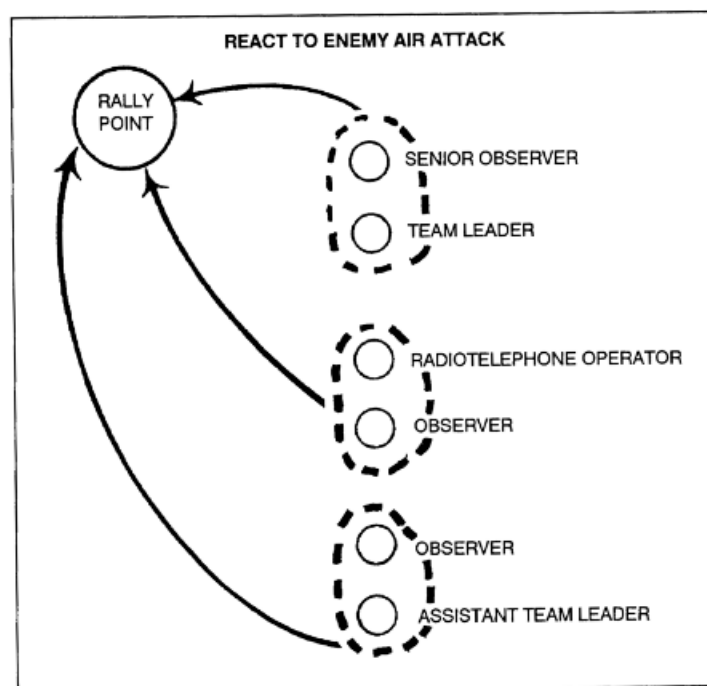 REACT TO ENEMY AIR ATTACK
RALLY
POINT
SENIOR OBSERVER
TEAM LEADER
RADIOTELEPHONE OPERATOR
OBSERVER
OBSERVER
ASSISTANT TEAM LEADER